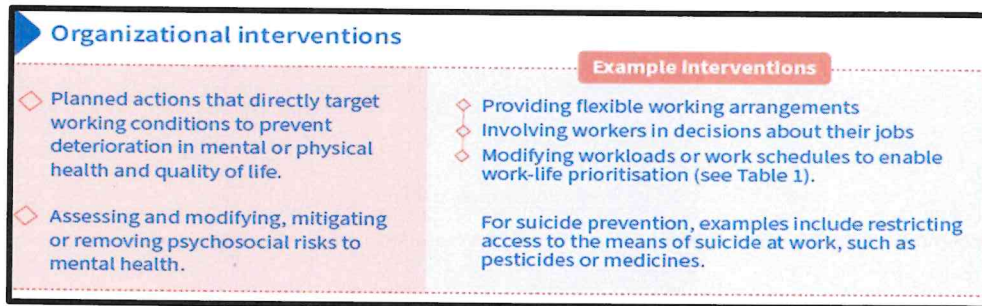 Organizational interventions
Example Interventions
Planned actions that directly target
working conditions to prevent
deterioration in mental or physical
health and quality of life.
Assessing and modifying, mitigating
or removing psychosocial risks to
mental health.
Providing flexible working arrangements
Involving workers in decisions about their jobs
Modifying workloads or work schedules to enable
work-life prioritisation (see Table 1).
For suicide prevention, examples include restricting
access to the means of suicide at work, such as
pesticides or medicines.